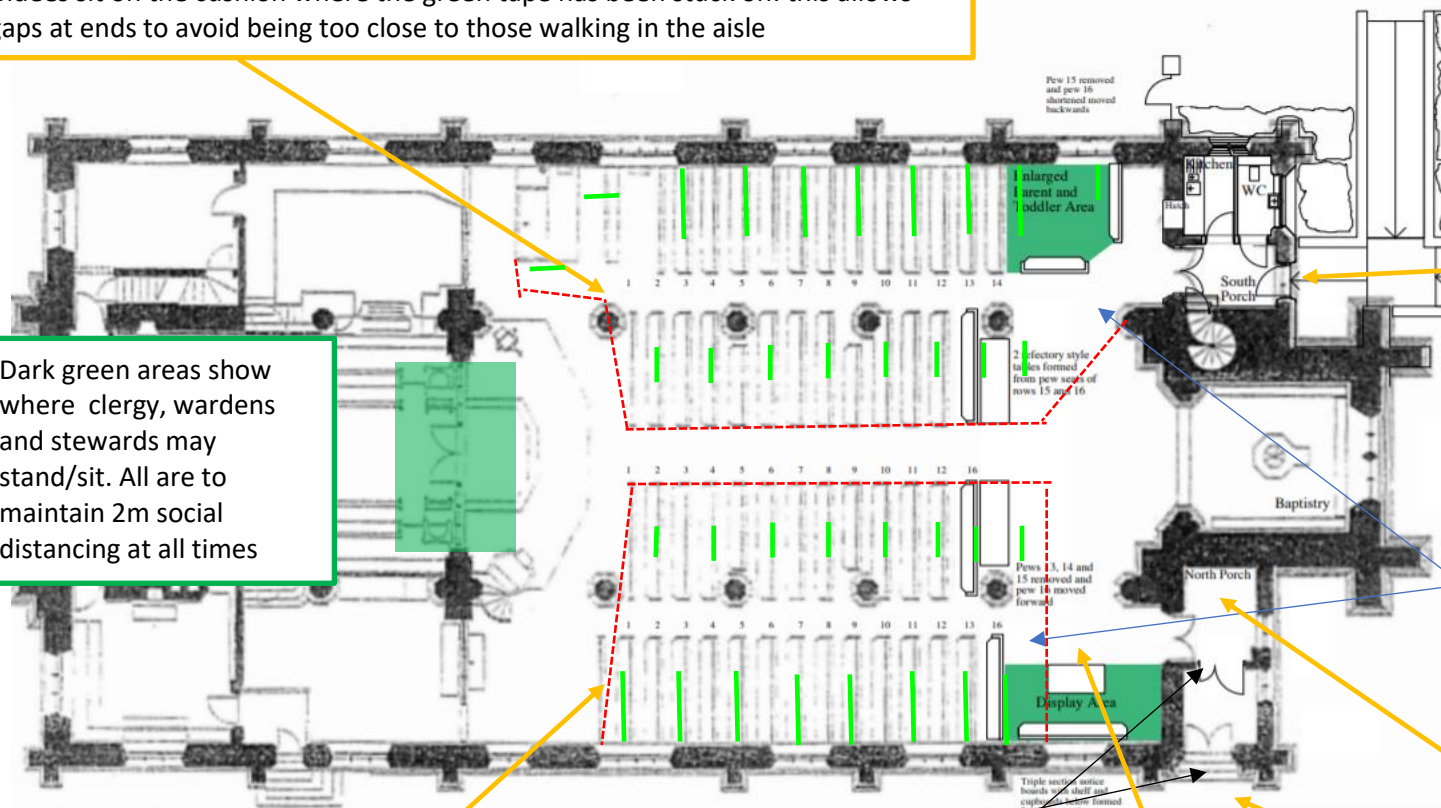 gaps at ends to avoid being too close to those walking in the aisle
Pew 15 removed
and pew 16
shortened moved
backwards
Kitchen
WC
Hatch
Enlarged
Parent and
Toddler Area
South
Porch
1 2 3 4 5 6 7 8 9 10 11 12 13 14
2 refectory style
tables formed
from pew seats of
rows 15 and 16
Dark green areas show
where clergy, wardens
and stewards may
stand/sit. All are to
maintain 2m social
distancing at all times
1 2 3 4 5 6 7 8 9 10 11 12 16
Baptistry
Pews 13, 14 and
15 removed and
pew 16 moved
forward
North Porch
1 2 3 4 5 6 7 8 9 10 11 12 13 16
Display Area
Triple section notice
boards with shelf and
cupboards below formed